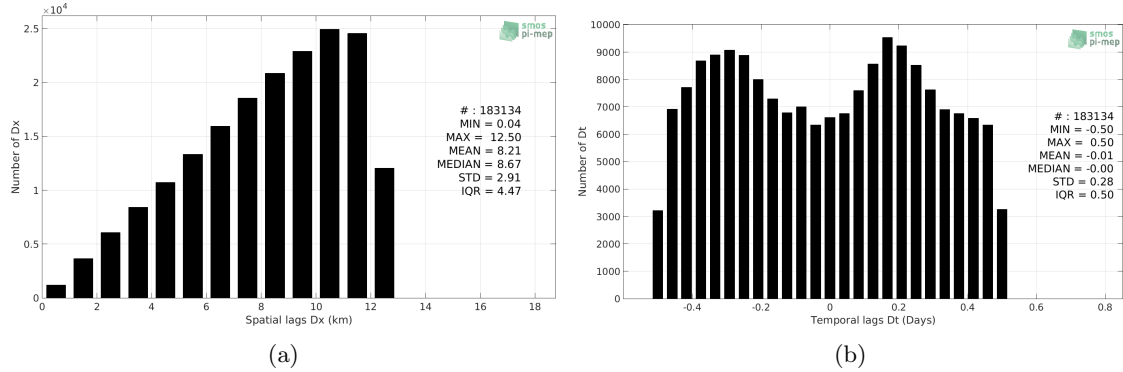 ×10⁴
2.5
2
1.5
1
0.5
0
0 2 4 6 8 10 12 14 16 18
Number of Dx
Spatial lags Dx (km)
smos
pi-mep
# : 183134
MIN = 0.04
MAX = 12.50
MEAN = 8.21
MEDIAN = 8.67
STD = 2.91
IQR = 4.47
(a)
10000
9000
8000
7000
6000
5000
4000
3000
2000
1000
0
-0.4 -0.2 0 0.2 0.4 0.6 0.8
Number of Dt
Temporal lags Dt (Days)
smos
pi-mep
# : 183134
MIN = -0.50
MAX = 0.50
MEAN = -0.01
MEDIAN = -0.00
STD = 0.28
IQR = 0.50
(b)